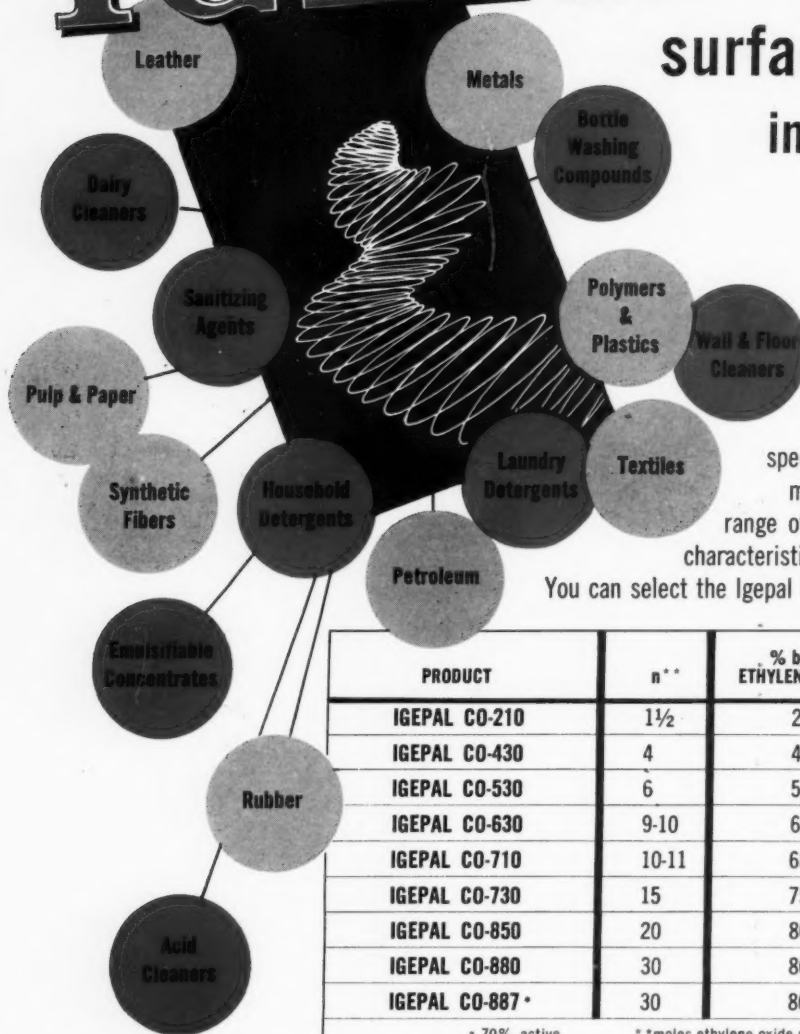 Leather
Metals
Bottle
Washing
Compounds
Dairy
Cleaners
Sanitizing
Agents
Polymers
&
Plastics
Wall & Floor
Cleaners
Pulp & Paper
Synthetic
Fibers
Household
Detergents
Laundry
Detergents
Textiles
Petroleum
Emulsifiable
Concentrates
Rubber
Acid
Cleaners
surfa
in
spe
m
range o
characteristi
You can select the Igepal
PRODUCT n** % b
ETHYLEN
IGEPAL CO-210 1½ 2
IGEPAL CO-430 4 4
IGEPAL CO-530 6 5
IGEPAL CO-630 9-10 6
IGEPAL CO-710 10-11 6
IGEPAL CO-730 15 7
IGEPAL CO-850 20 8
IGEPAL CO-880 30 8
IGEPAL CO-887* 30 8
* 70% active **moles ethylene oxide